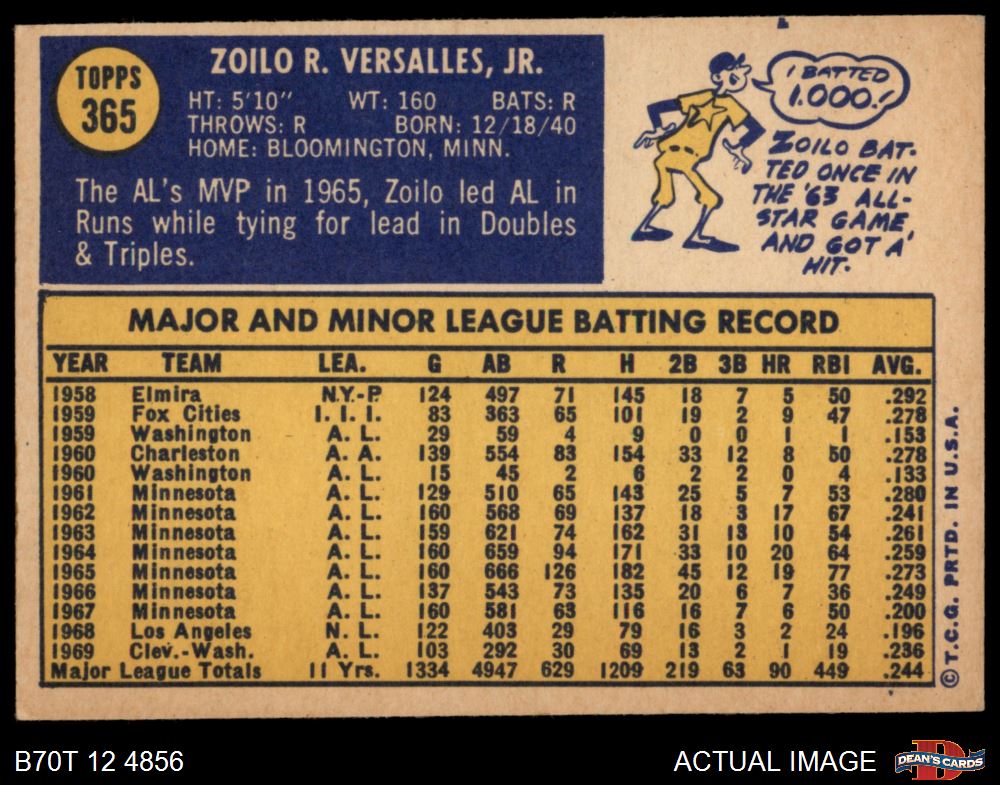 TOPPS
365
ZOILO R. VERSALLES, JR.
HT: 5'10" WT: 160 BATS: R
THROWS: R BORN: 12/18/40
HOME: BLOOMINGTON, MINN.
The AL's MVP in 1965, Zoilo led AL in
Runs while tying for lead in Doubles
& Triples.
I BATTED
1.000!
ZOILO BAT-
TED ONCE IN
THE '63 ALL-
STAR GAME,
AND GOT A
HIT.
MAJOR AND MINOR LEAGUE BATTING RECORD
YEAR TEAM LEA. G AB R H 2B 3B HR RBI AVG.
1958 Elmira N.Y.-P. 124 497 71 145 18 7 5 50 .292
1959 Fox Cities I. I. I. 83 363 65 101 19 2 9 47 .278
1959 Washington A. L. 29 59 4 9 0 0 1 1 .153
1960 Charleston A. A. 139 554 83 154 33 12 8 50 .278
1960 Washington A. L. 15 45 2 6 2 2 0 4 .133
1961 Minnesota A. L. 129 510 65 143 25 5 7 53 .280
1962 Minnesota A. L. 160 568 69 137 18 3 17 67 .241
1963 Minnesota A. L. 159 621 74 162 31 13 10 54 .261
1964 Minnesota A. L. 160 659 94 171 33 10 20 64 .259
1965 Minnesota A. L. 160 666 126 182 45 12 19 77 .273
1966 Minnesota A. L. 137 543 73 135 20 6 7 36 .249
1967 Minnesota A. L. 160 581 63 116 16 7 6 50 .200
1968 Los Angeles N. L. 122 403 29 79 16 3 2 24 .196
1969 Clev.-Wash. A. L. 103 292 30 69 13 2 1 19 .236
Major League Totals 11 Yrs. 1334 4947 629 1209 219 63 90 449 .244
© T.C.G. PRTD. IN U.S.A.
B70T 12 4856
ACTUAL IMAGE
D
DEAN'S CARDS